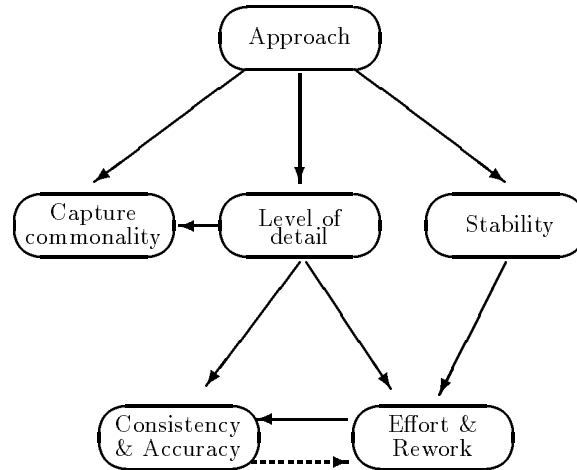 Approach
Capture
commonality
Level of
detail
Stability
Consistency
& Accuracy
Effort &
Rework